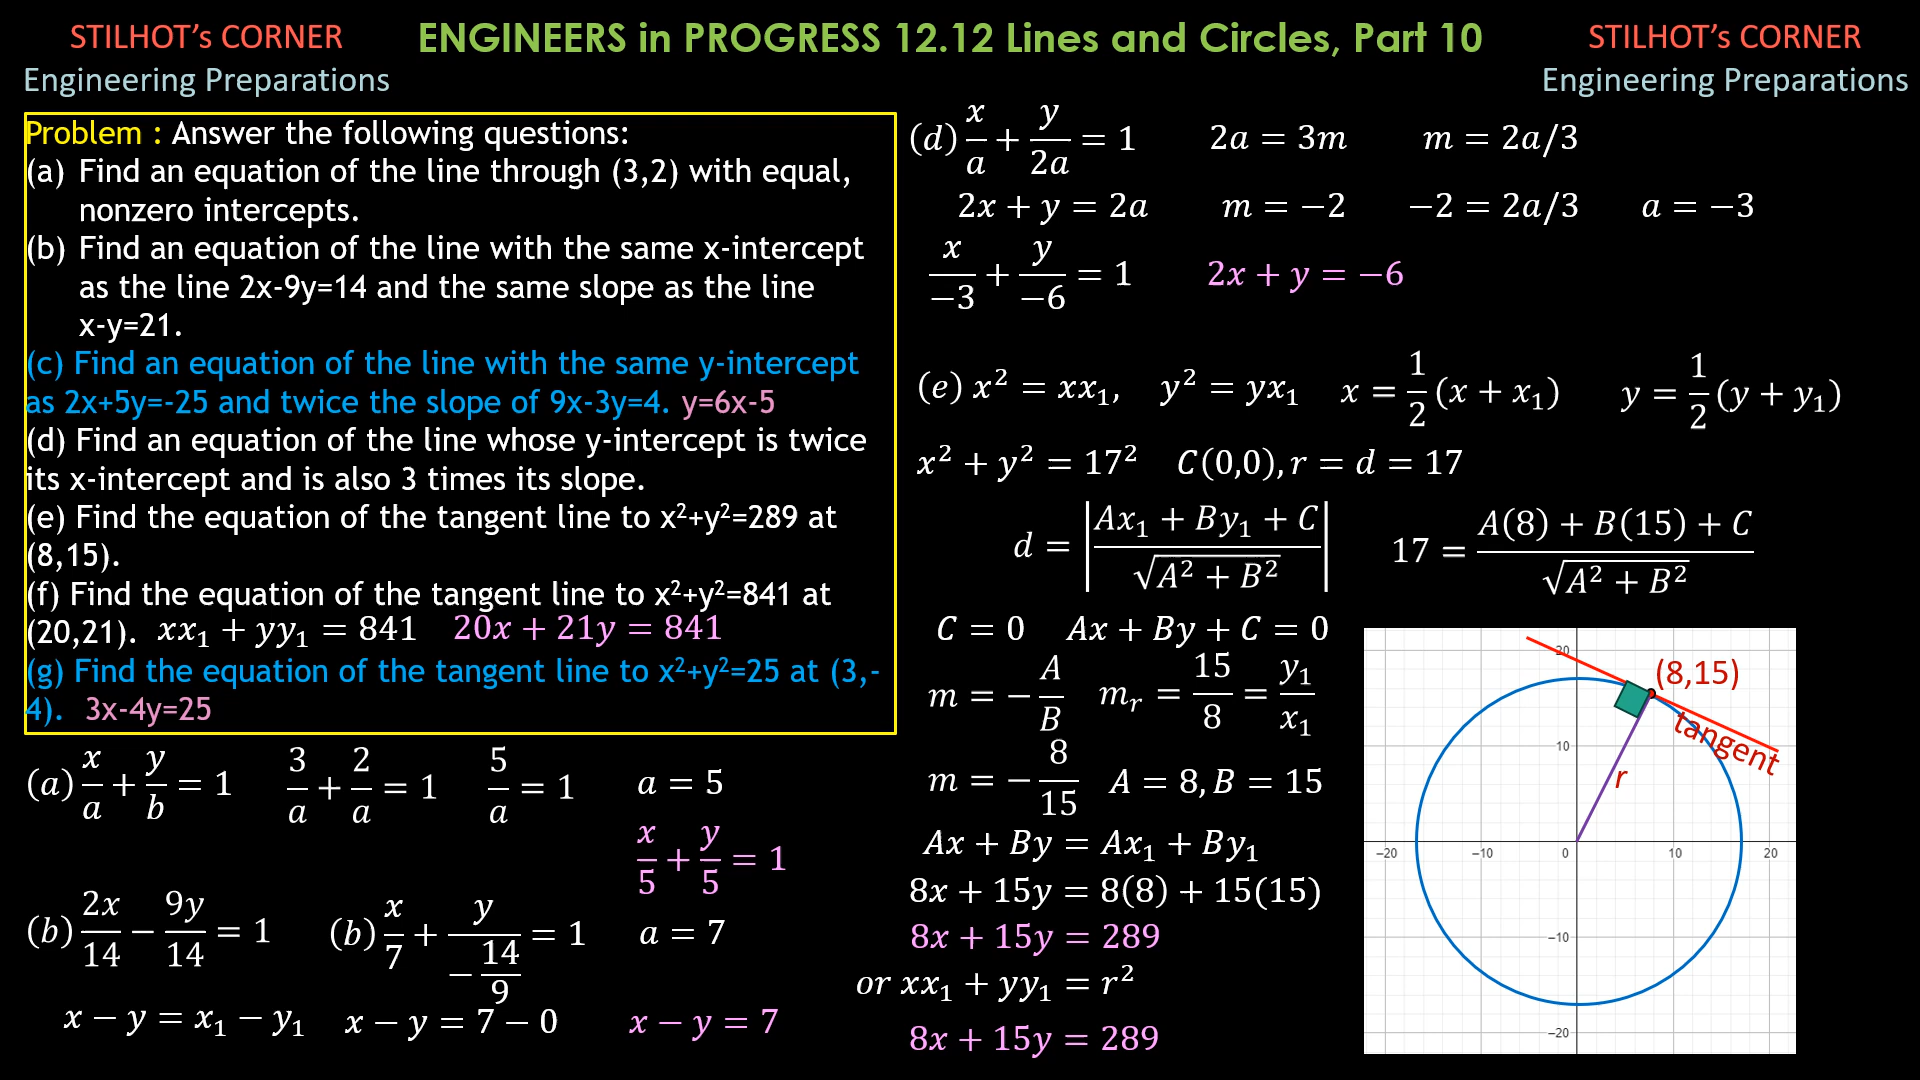 STILHOT’s CORNER
Engineering Preparations
ENGINEERS in PROGRESS 12.12 Lines and Circles, Part 10
STILHOT’s CORNER
Engineering Preparations
Problem : Answer the following questions:
(a) Find an equation of the line through (3,2) with equal,
nonzero intercepts.
(b) Find an equation of the line with the same x-intercept
as the line 2x-9y=14 and the same slope as the line
x-y=21.
(c) Find an equation of the line with the same y-intercept
as 2x+5y=-25 and twice the slope of 9x-3y=4. y=6x-5
(d) Find an equation of the line whose y-intercept is twice
its x-intercept and is also 3 times its slope.
(e) Find the equation of the tangent line to x²+y²=289 at
(8,15).
(f) Find the equation of the tangent line to x²+y²=841 at
(20,21). xx₁ + yy₁ = 841 20x + 21y = 841
(g) Find the equation of the tangent line to x²+y²=25 at (3,-
4). 3x-4y=25
(a) x/a + y/b = 1 3/a + 2/a = 1 5/a = 1 a = 5
x/5 + y/5 = 1
(b) 2x/14 − 9y/14 = 1 (b) x/7 + y/(−14/9) = 1 a = 7
x − y = x₁ − y₁ x − y = 7 − 0 x − y = 7
(d) x/a + y/2a = 1 2a = 3m m = 2a/3
2x + y = 2a m = −2 −2 = 2a/3 a = −3
x/−3 + y/−6 = 1 2x + y = −6
(e) x² = xx₁, y² = yx₁ x = 1/2 (x + x₁) y = 1/2 (y + y₁)
x² + y² = 17² C(0,0), r = d = 17
d = |(Ax₁ + By₁ + C)/√(A² + B²)| 17 = (A(8) + B(15) + C)/√(A² + B²)
C = 0 Ax + By + C = 0
m = − A/B mᵣ = 15/8 = y₁/x₁
m = − 8/15 A = 8, B = 15
Ax + By = Ax₁ + By₁
8x + 15y = 8(8) + 15(15)
8x + 15y = 289
or xx₁ + yy₁ = r²
8x + 15y = 289
20
(8,15)
tangent
10
r
−20 −10 0 10 20
−10
−20